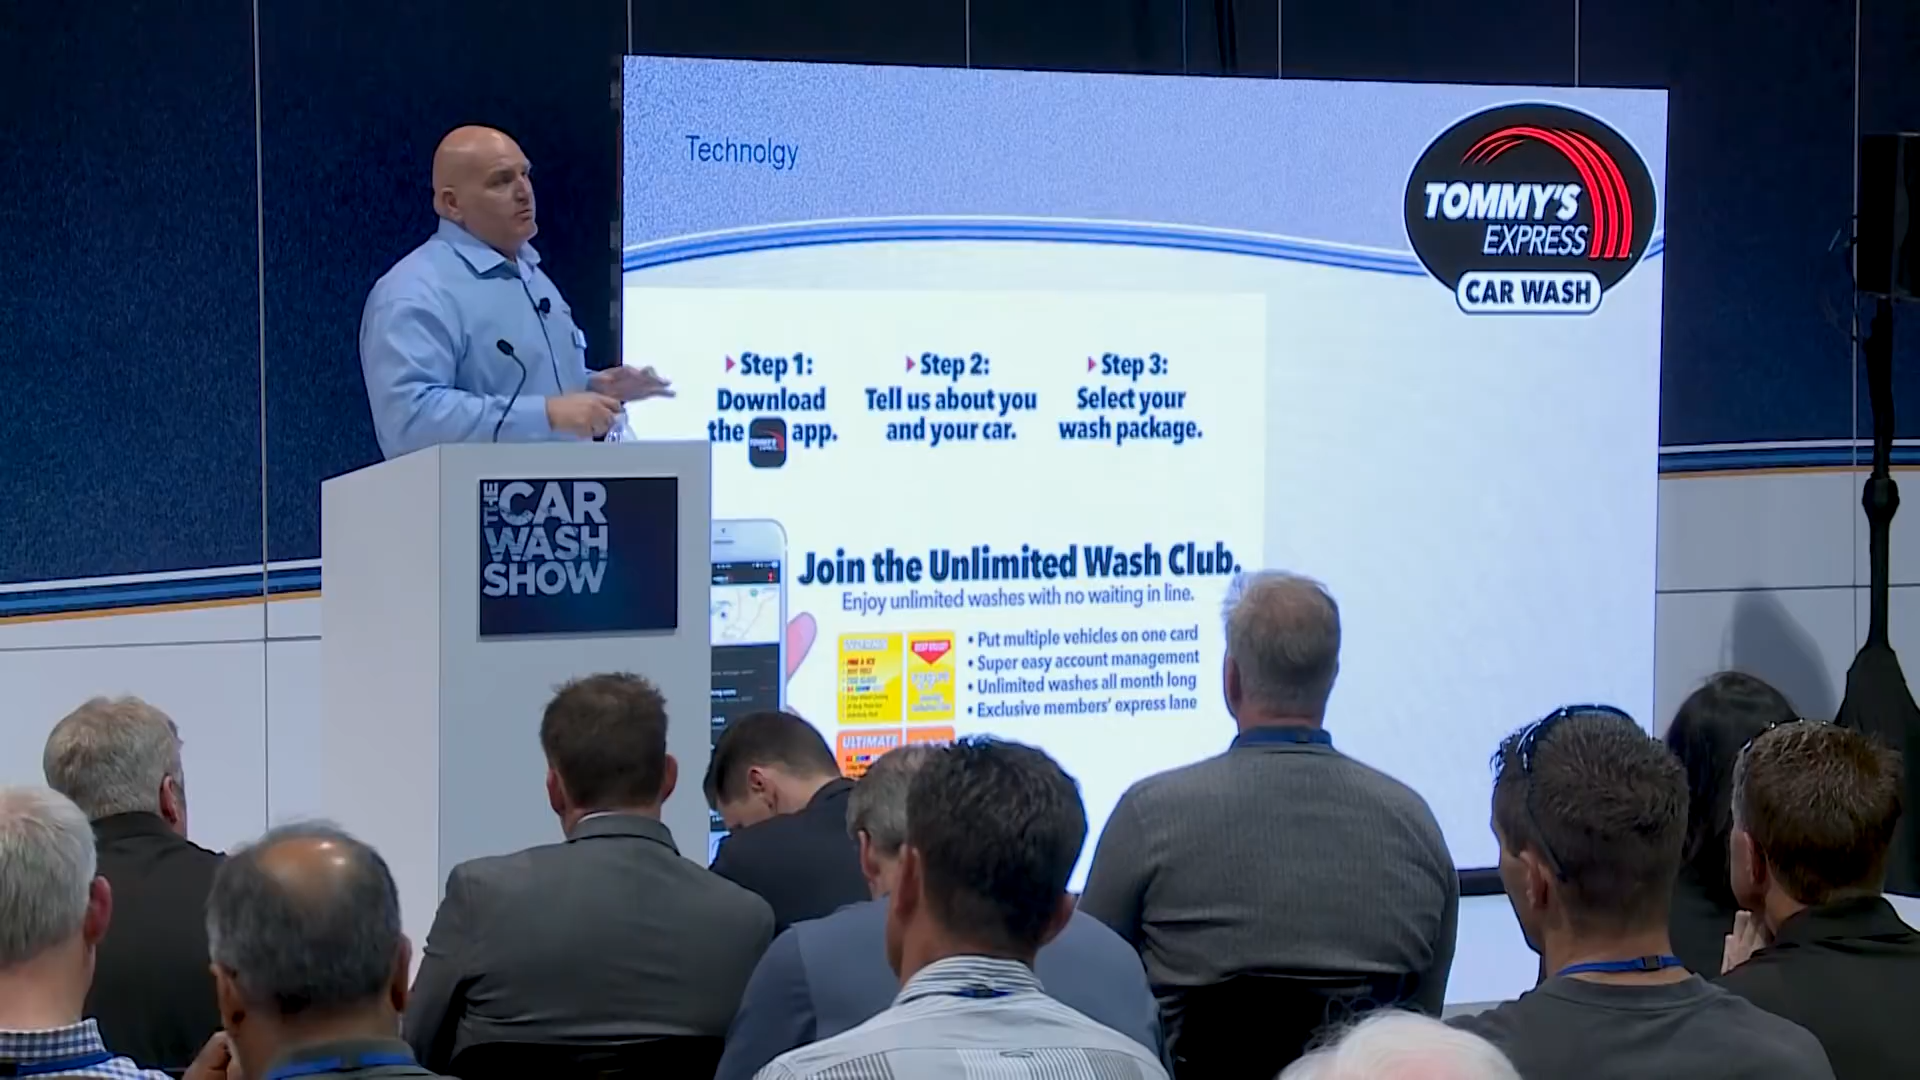 Technolgy
TOMMY'S
EXPRESS
CAR WASH
Step 1:
Download
the app.
Step 2:
Tell us about you
and your car.
Step 3:
Select your
wash package.
THE
CAR
WASH
SHOW
Join the Unlimited Wash Club.
Enjoy unlimited washes with no waiting in line.
• Put multiple vehicles on one card
• Super easy account management
• Unlimited washes all month long
• Exclusive members' express lane
BEST VALUE!
ULTIMATE